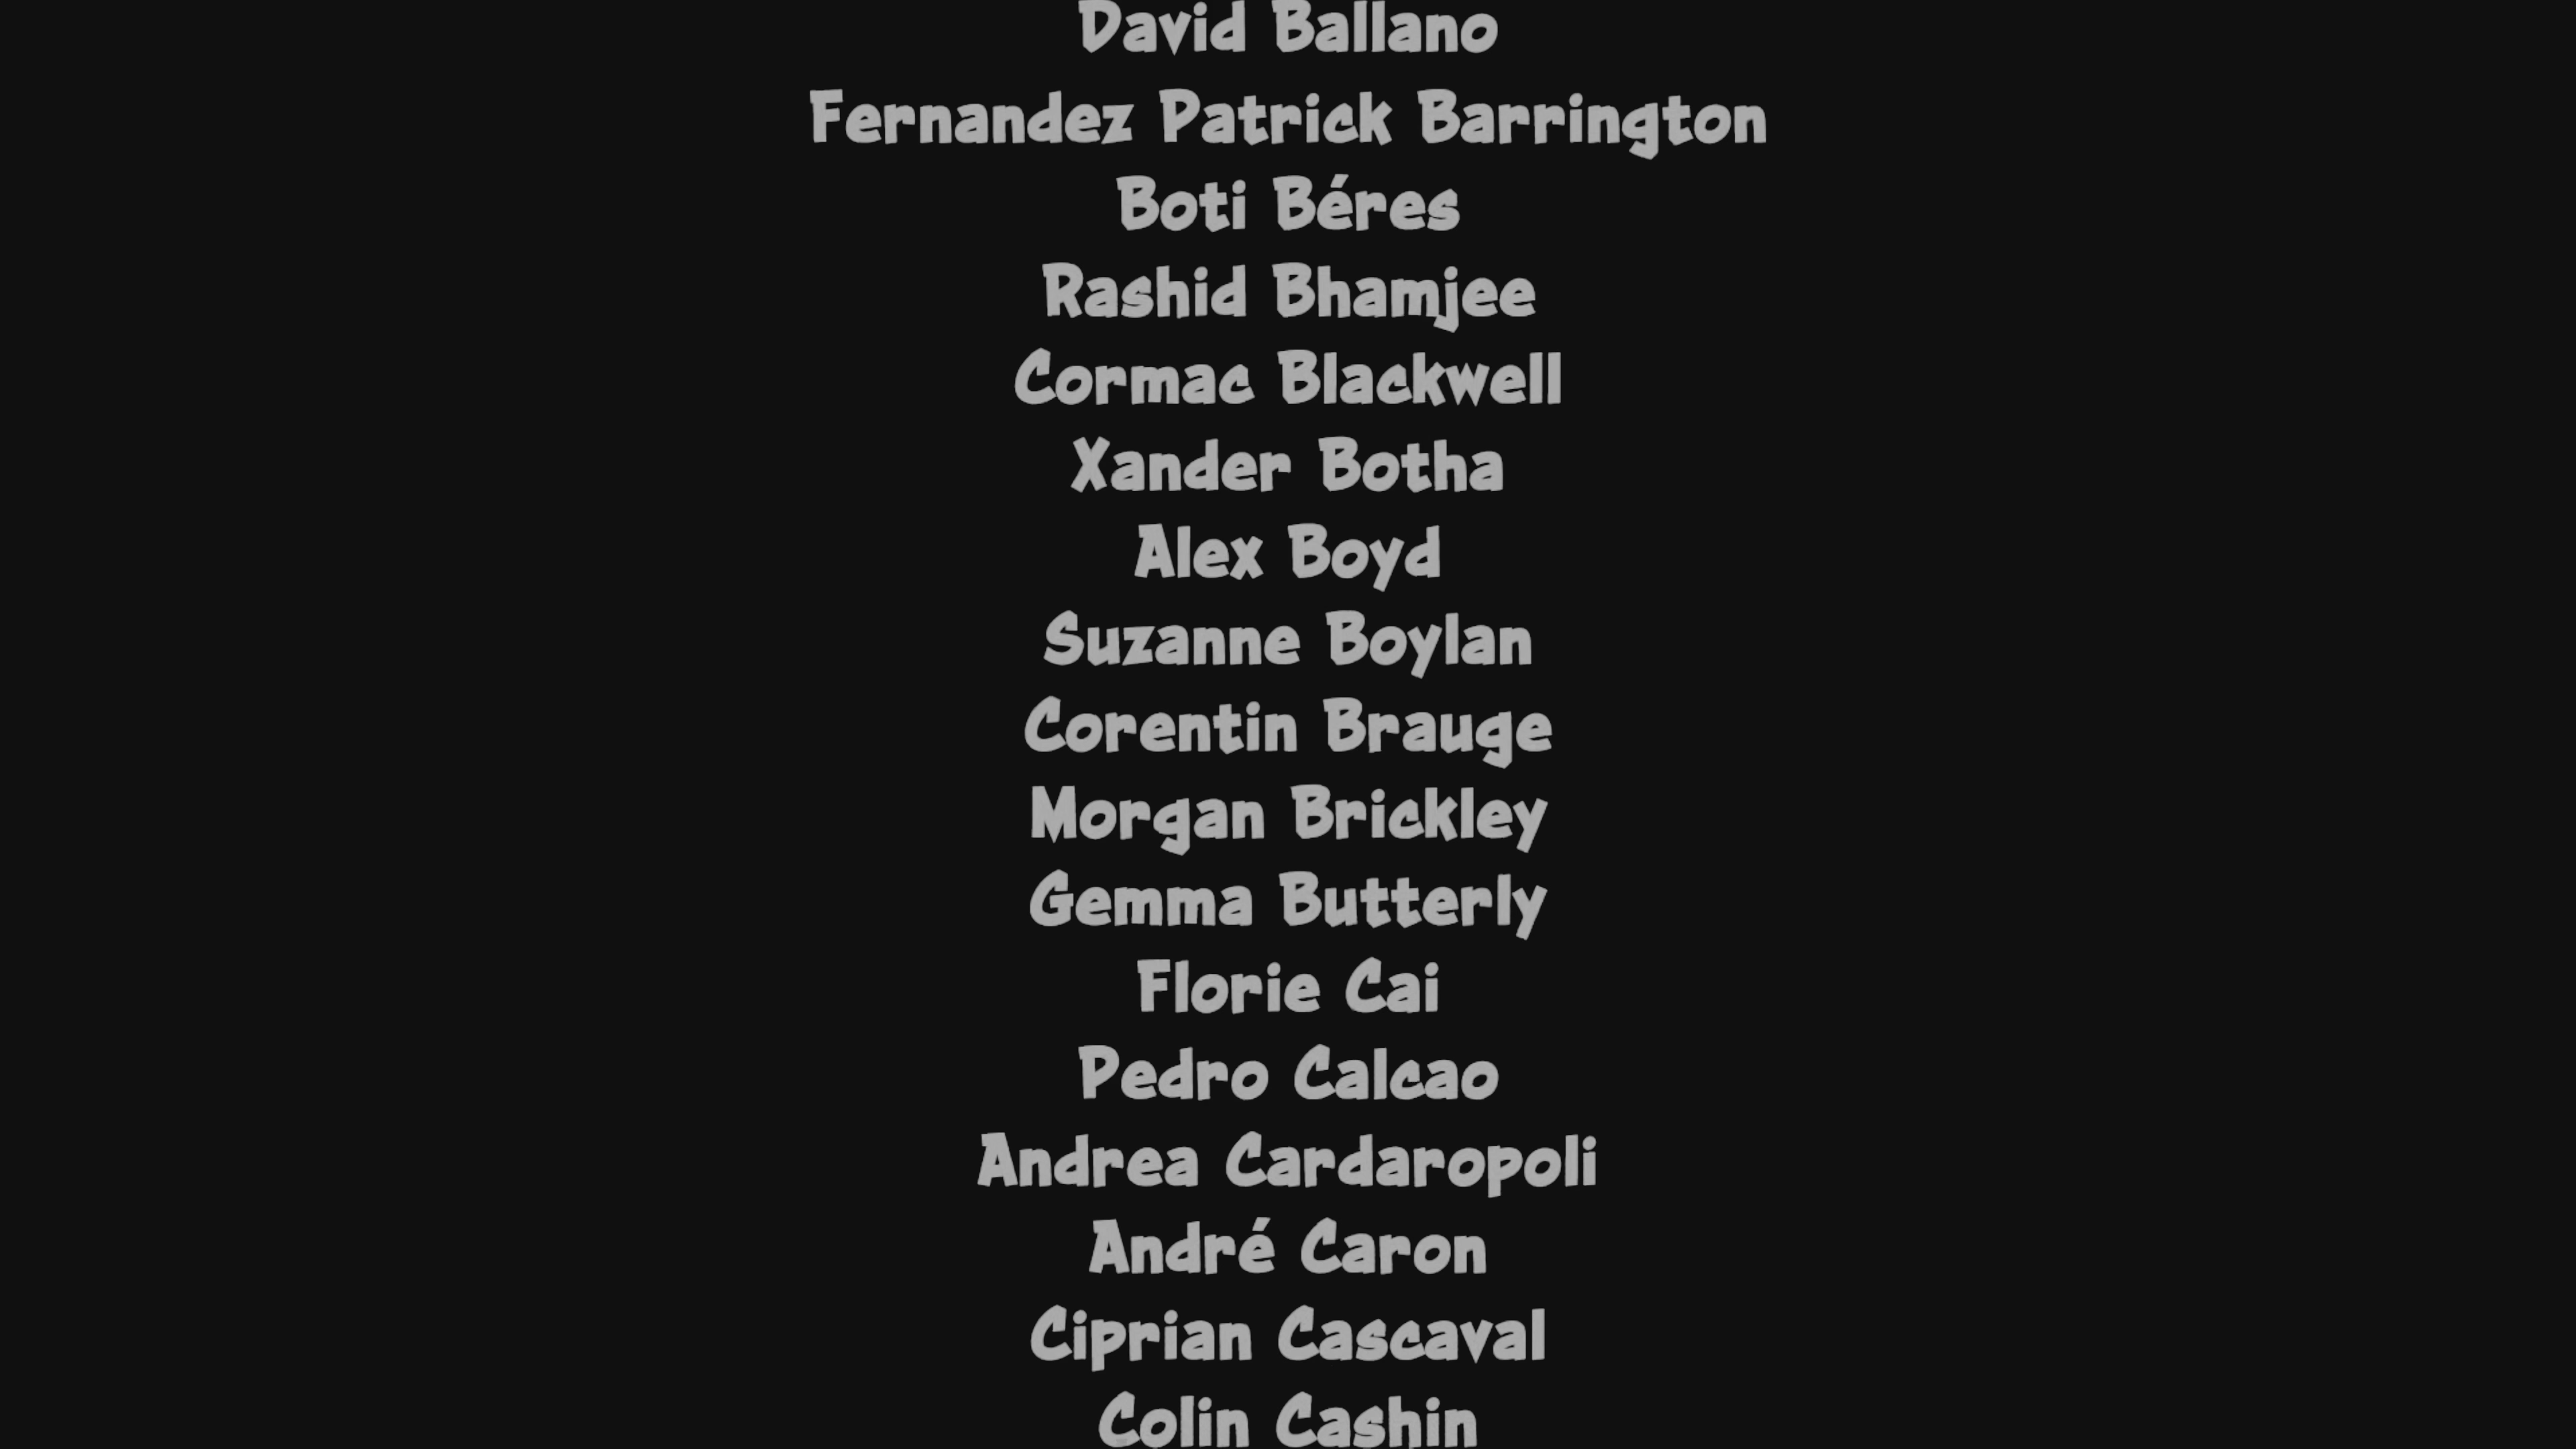 David Ballano
Fernandez Patrick Barrington
Boti Béres
Rashid Bhamjee
Cormac Blackwell
Xander Botha
Alex Boyd
Suzanne Boylan
Corentin Brauge
Morgan Brickley
Gemma Butterly
Florie Cai
Pedro Calcao
Andrea Cardaropoli
André Caron
Ciprian Cascaval
Colin Cashin